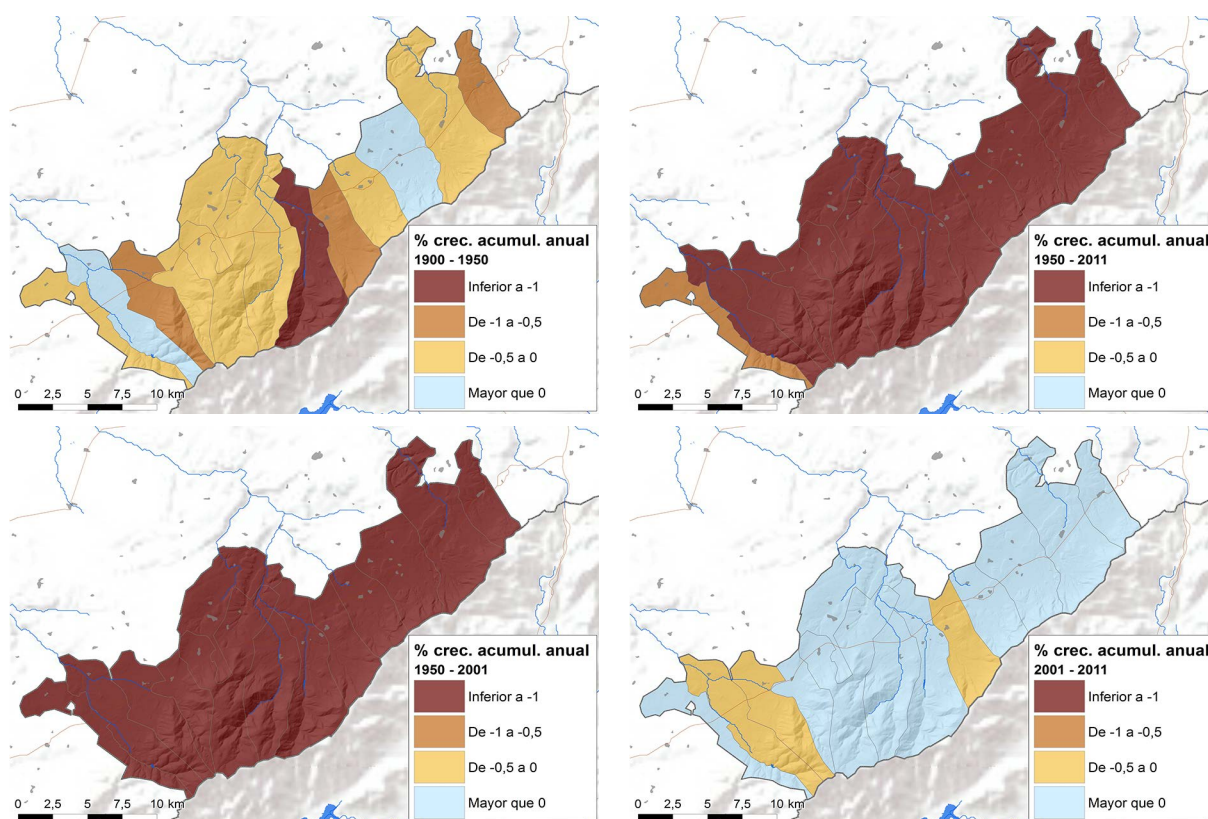 % crec. acumul. anual
1900 - 1950
Inferior a -1
De -1 a -0,5
De -0,5 a 0
Mayor que 0
0 2,5 5 7,5 10 km
% crec. acumul. anual
1950 - 2011
Inferior a -1
De -1 a -0,5
De -0,5 a 0
Mayor que 0
0 2,5 5 7,5 10 km
% crec. acumul. anual
1950 - 2001
Inferior a -1
De -1 a -0,5
De -0,5 a 0
Mayor que 0
0 2,5 5 7,5 10 km
% crec. acumul. anual
2001 - 2011
Inferior a -1
De -1 a -0,5
De -0,5 a 0
Mayor que 0
0 2,5 5 7,5 10 km